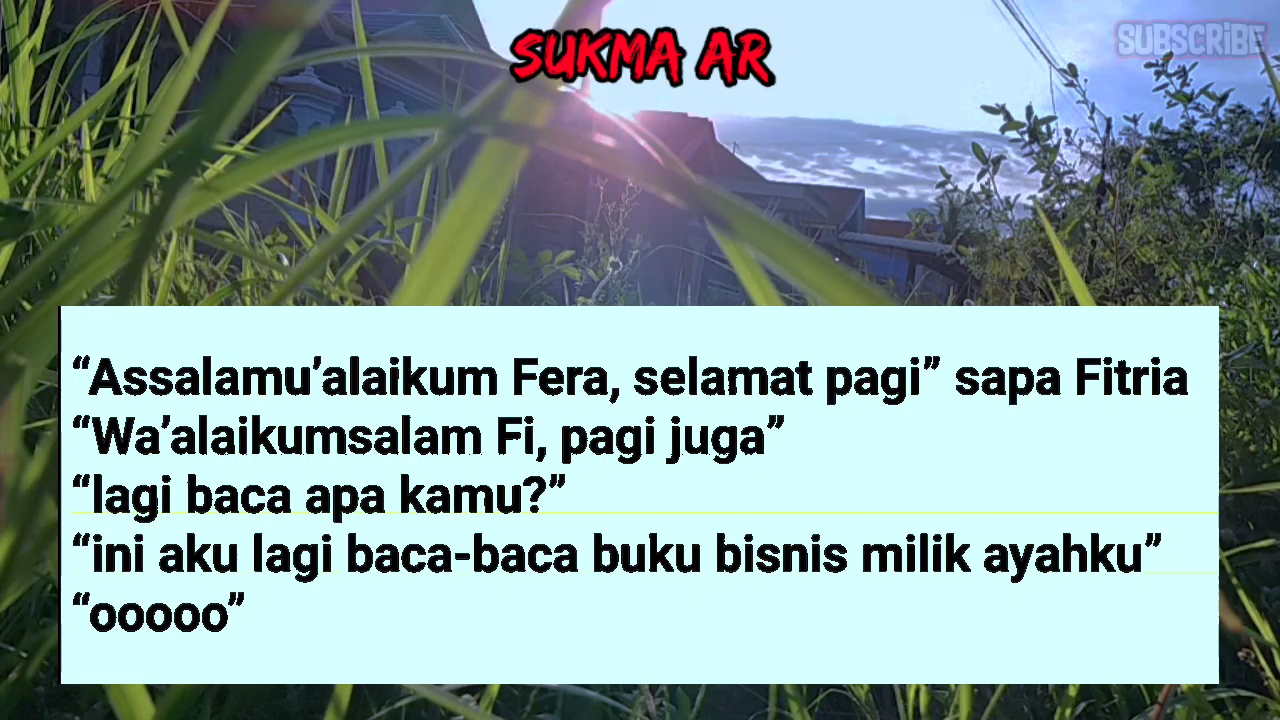 SUKMA AR
SUBSCRiBE
“Assalamu’alaikum Fera, selamat pagi” sapa Fitria
“Wa’alaikumsalam Fi, pagi juga”
“lagi baca apa kamu?”
“ini aku lagi baca-baca buku bisnis milik ayahku”
“ooooo”